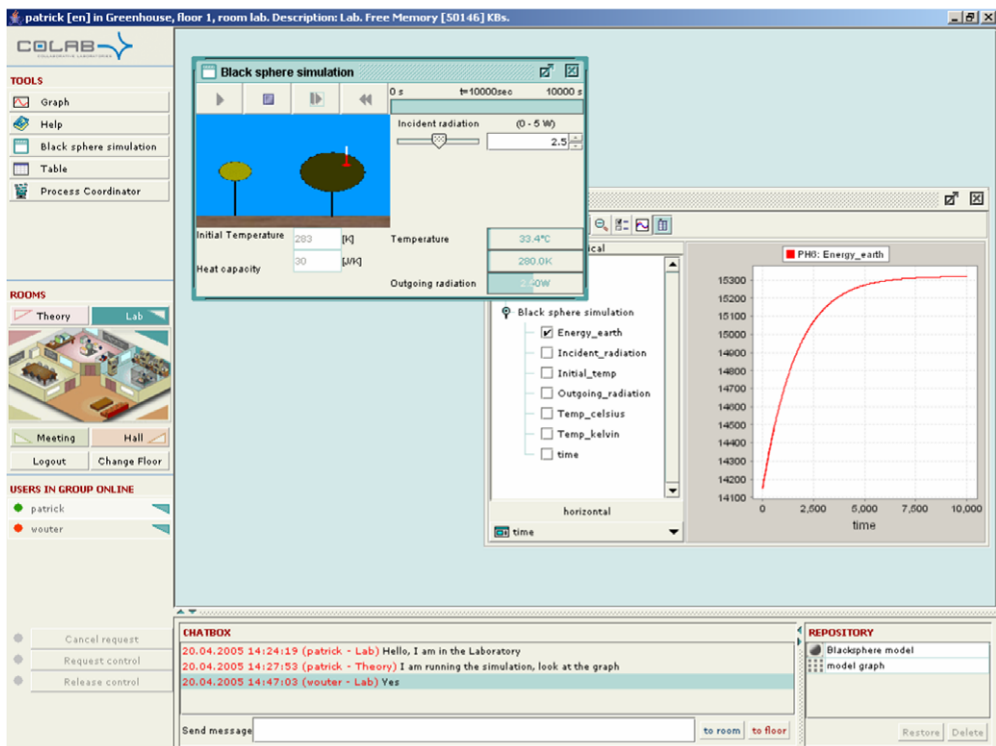 patrick [en] in Greenhouse, floor 1, room lab. Description: Lab. Free Memory [50146] KBs.
COLAB
COLLABORATIVE LABORATORIES
TOOLS
Graph
Help
Black sphere simulation
Table
Process Coordinator
ROOMS
Theory
Lab
Meeting
Hall
Logout
Change Floor
USERS IN GROUP ONLINE
patrick
wouter
Cancel request
Request control
Release control
Black sphere simulation
0 s t=10000sec 10000 s
Incident radiation (0 - 5 W)
2.5
Initial Temperature 283 [K]
Heat capacity 30 [J/K]
Temperature 33.4°C
280.0K
Outgoing radiation
Black sphere simulation
Energy_earth
Incident_radiation
Initial_temp
Outgoing_radiation
Temp_celsius
Temp_kelvin
time
horizontal
time
PHG: Energy_earth
15300
15200
15100
15000
14900
14800
14700
14600
14500
14400
14300
14200
14100
0 2,500 5,000 7,500 10,000
time
CHATBOX
20.04.2005 14:24:19 (patrick - Lab) Hello, I am in the Laboratory
20.04.2005 14:27:53 (patrick - Theory) I am running the simulation, look at the graph
20.04.2005 14:47:03 (wouter - Lab) Yes
Send message
to room
to floor
REPOSITORY
Blacksphere model
model graph
Restore
Delete